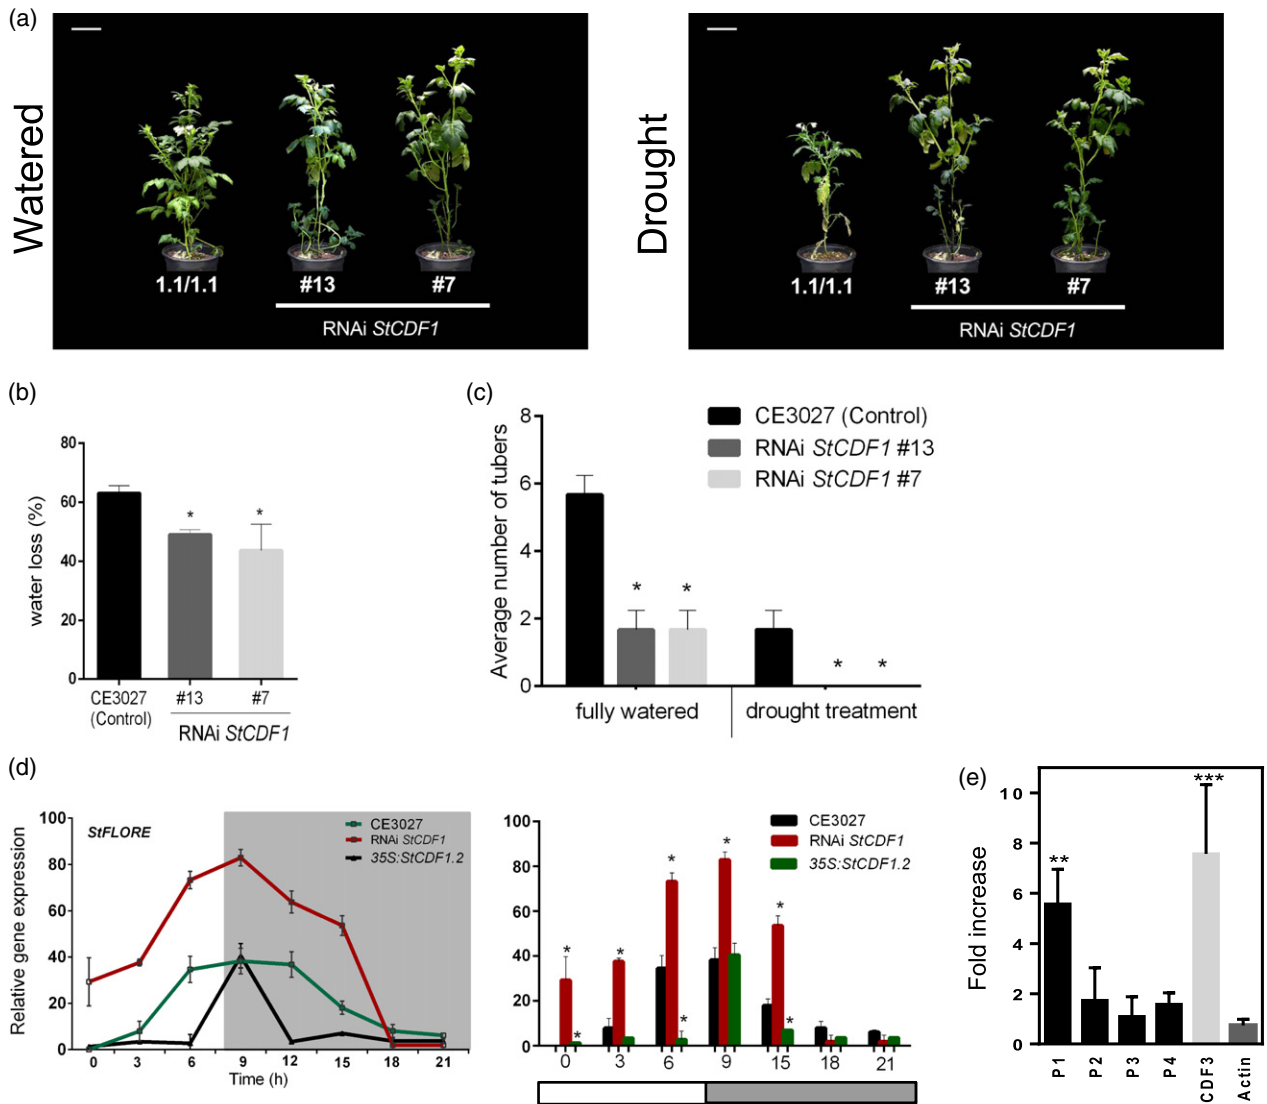 (a)
Watered
1.1/1.1 #13 #7
RNAi StCDF1
Drought
1.1/1.1 #13 #7
RNAi StCDF1
(b)
water loss (%)
80
60
40
20
0
CE3027 (Control) #13 #7
RNAi StCDF1
(c)
Average number of tubers
8
6
4
2
0
CE3027 (Control)
RNAi StCDF1 #13
RNAi StCDF1 #7
* * * *
fully watered drought treatment
* *
(d)
Relative gene expression
100
80
60
40
20
0
StFLORE
CE3027
RNAi StCDF1
35S:StCDF1.2
0 3 6 9 12 15 18 21
Time (h)
100
80
60
40
20
0
CE3027
RNAi StCDF1
35S:StCDF1.2
* * * * * * * *
0 3 6 9 15 18 21
(e)
Fold increase
10
8
6
4
2
0
** ***
P1 P2 P3 P4 CDF3 Actin